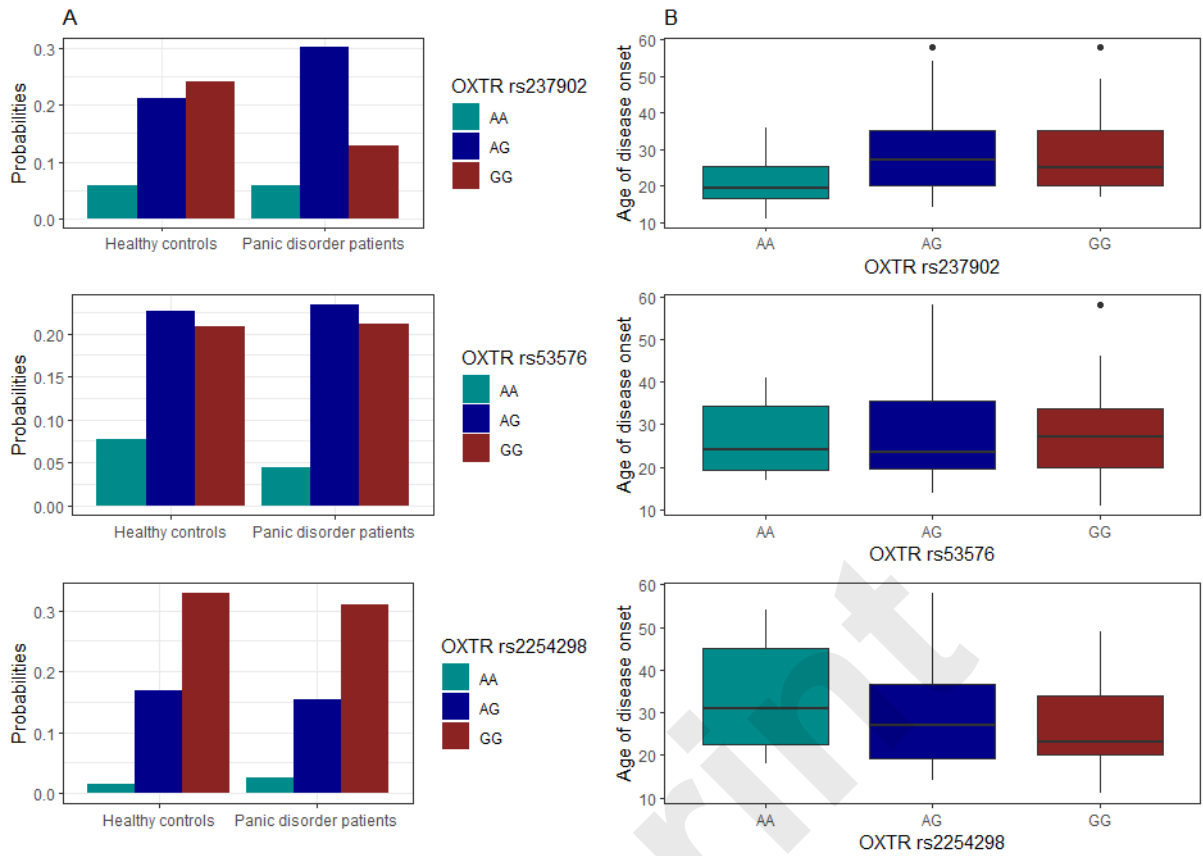 A
Probabilities
0.3
0.2
0.1
0.0
Healthy controls
Panic disorder patients
OXTR rs237902
AA
AG
GG
Probabilities
0.20
0.15
0.10
0.05
0.00
Healthy controls
Panic disorder patients
OXTR rs53576
AA
AG
GG
Probabilities
0.3
0.2
0.1
0.0
Healthy controls
Panic disorder patients
OXTR rs2254298
AA
AG
GG
B
Age of disease onset
60
50
40
30
20
10
AA
AG
GG
OXTR rs237902
Age of disease onset
60
50
40
30
20
10
AA
AG
GG
OXTR rs53576
Age of disease onset
60
50
40
30
20
10
AA
AG
GG
OXTR rs2254298
rint